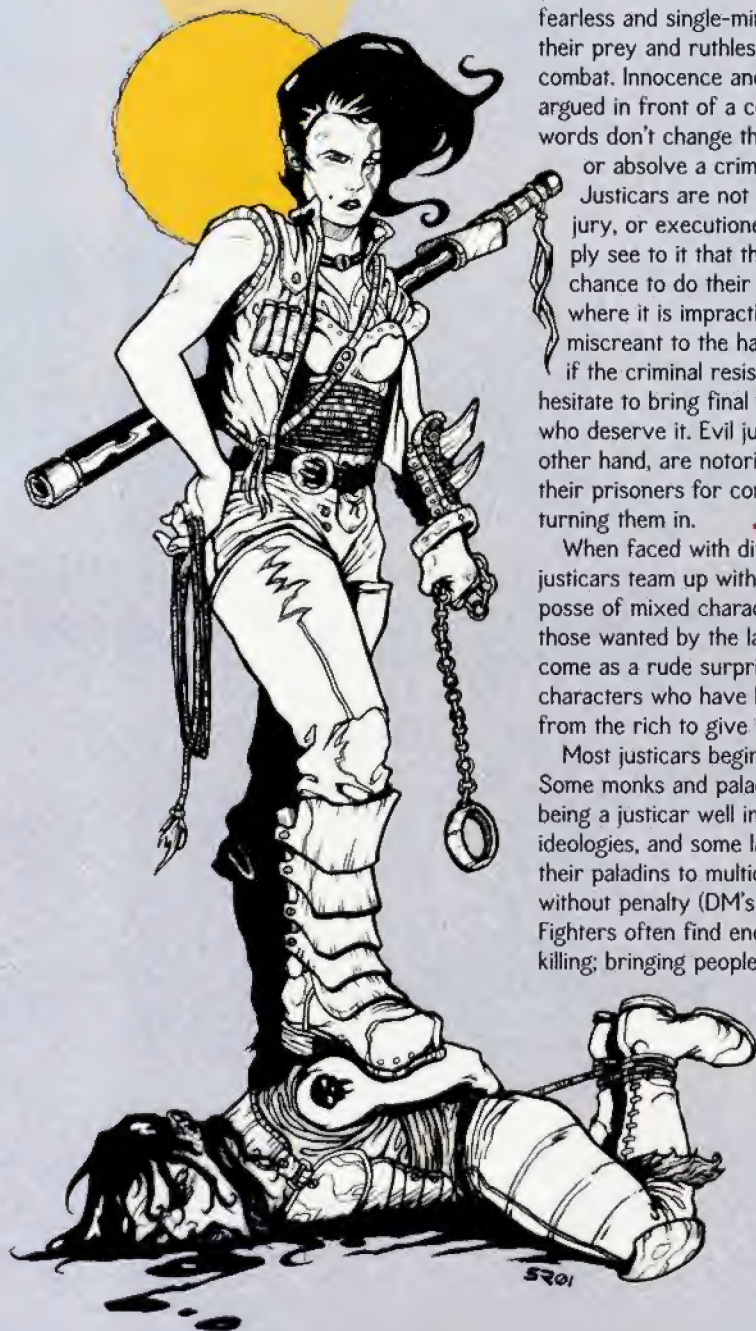 fearless and single-min
their prey and ruthles
combat. Innocence and
argued in front of a co
words don't change th
or absolve a crim
Justicars are not
jury, or executione
ply see to it that th
chance to do their
where it is impract
miscreant to the ha
if the criminal resis
hesitate to bring final
who deserve it. Evil ju
other hand, are notori
their prisoners for co
turning them in.
When faced with di
justicars team up with
posse of mixed charac
those wanted by the la
come as a rude surpri
characters who have
from the rich to give
Most justicars begin
Some monks and palad
being a justicar well in
ideologies, and some l
their paladins to multic
without penalty (DM's
Fighters often find en
killing; bringing people
SR01